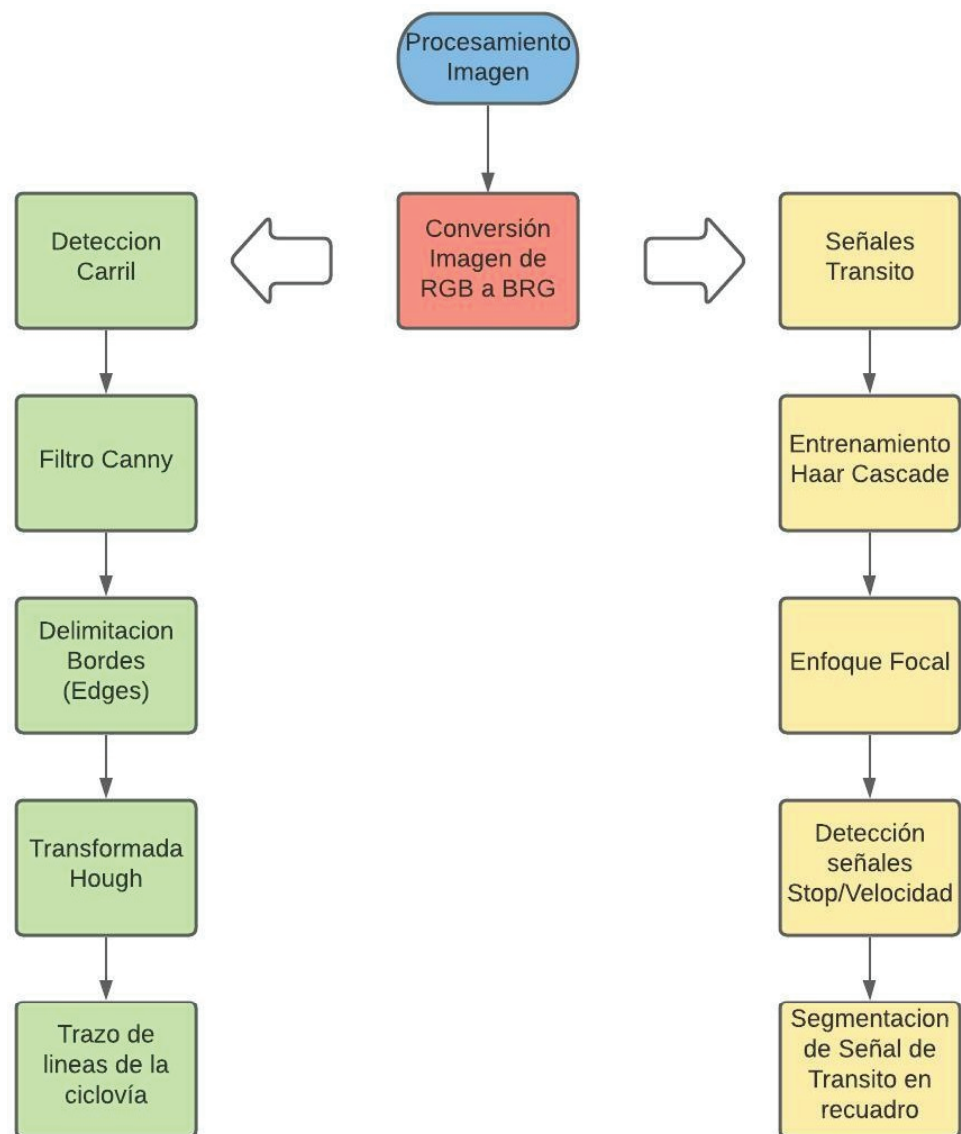 Procesamiento
Imagen
Conversión
Imagen de
RGB a BRG
Deteccion
Carril
Filtro Canny
Delimitacion
Bordes
(Edges)
Transformada
Hough
Trazo de
lineas de la
ciclovía
Señales
Transito
Entrenamiento
Haar Cascade
Enfoque Focal
Detección
señales
Stop/Velocidad
Segmentacion
de Señal de
Transito en
recuadro